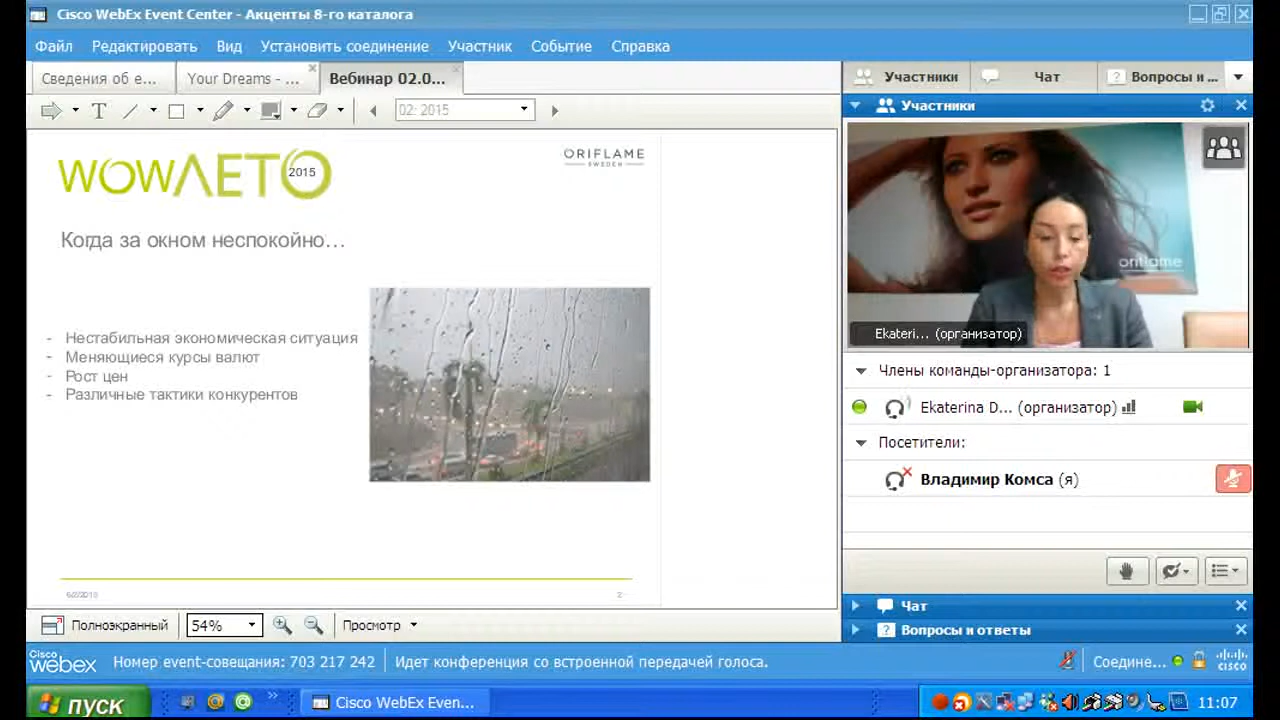 Cisco WebEx Event Center - Акценты 8-го каталога
Файл Редактировать Вид Установить соединение Участник Событие Справка
Сведения об е... Your Dreams - ... Вебинар 02.0...
Участники Чат Вопросы и ...
T 02: 2015
Участники
WOWЛЕТО 2015
ORIFLAME
SWEDEN
Когда за окном неспокойно...
oriflame
- Нестабильная экономическая ситуация
- Меняющиеся курсы валют
- Рост цен
- Различные тактики конкурентов
Ekateri... (организатор)
Члены команды-организатора: 1
Ekaterina D... (организатор)
Посетители:
Владимир Комса (я)
2
Чат
Полноэкранный 54% Просмотр
Вопросы и ответы
Cisco webex Номер event-совещания: 703 217 242 Идет конференция со встроенной передачей голоса. Соедине... cisco
пуск Cisco WebEx Even... 11:07